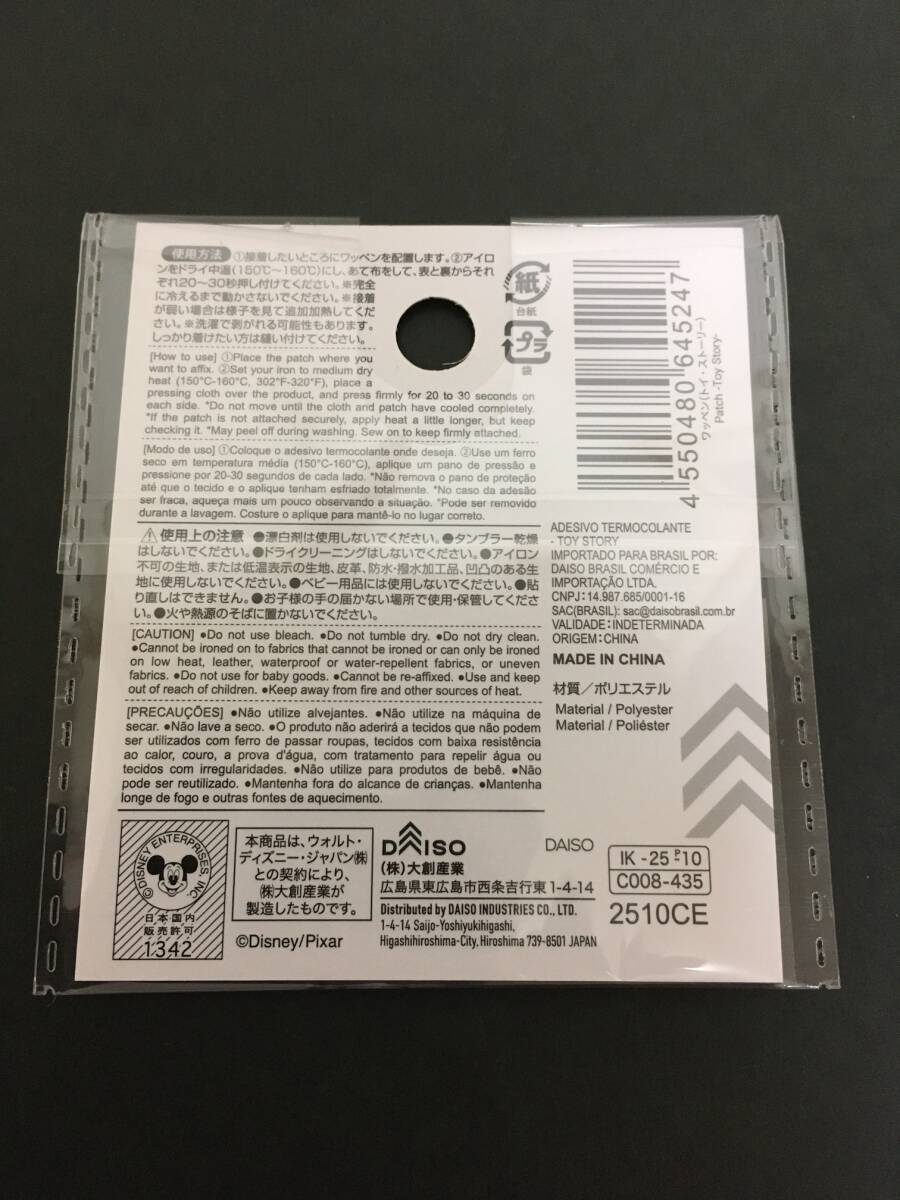 使用方法 ①接着したいところにワッペンを配置します。②アイロ
ンをドライ中温(150℃〜160℃)にし、あて布をして、表と裏からそれ
ぞれ20〜30秒押し付けてください。※完全
に冷えるまで動かさないでください。※接着
が弱い場合は様子を見て追加加熱してくだ
さい。※洗濯で剥がれる可能性もあります。
しっかり着けたい方は縫い付けてください。
[How to use] ①Place the patch where you
want to affix. ②Set your iron to medium dry
heat (150°C-160°C, 302°F-320°F), place a
pressing cloth over the product, and press firmly for 20 to 30 seconds on
each side. *Do not move until the cloth and patch have cooled completely.
*If the patch is not attached securely, apply heat a little longer, but keep
checking it. *May peel off during washing. Sew on to keep firmly attached.
[Modo de uso] ①Coloque o adesivo termocolante onde deseja. ②Use um ferro
seco em temperatura média (150°C-160°C), aplique um pano de pressão e
pressione por 20-30 segundos de cada lado. *Não remova o pano de proteção
até que o tecido e o aplique tenham esfriado totalmente. *No caso da adesão
ser fraca, aqueça mais um pouco observando a situação. *Pode ser removido
durante a lavagem. Costure o aplique para mantê-lo no lugar correto.
使用上の注意 ●漂白剤は使用しないでください。●タンブラー乾燥
はしないでください。●ドライクリーニングはしないでください。●アイロン
不可の生地、または低温表示の生地、皮革、防水・撥水加工品、凹凸のある生
地に使用しないでください。●ベビー用品には使用しないでください。●貼
り直しはできません。●お子様の手の届かない場所で使用・保管してくださ
い。●火や熱源のそばに置かないでください。
[CAUTION] ●Do not use bleach. ●Do not tumble dry. ●Do not dry clean.
●Cannot be ironed on to fabrics that cannot be ironed or can only be ironed
on low heat, leather, waterproof or water-repellent fabrics, or uneven
fabrics. ●Do not use for baby goods. ●Cannot be re-affixed. ●Use and keep
out of reach of children. ●Keep away from fire and other sources of heat.
[PRECAUÇÕES] ●Não utilize alvejantes. ●Não utilize na máquina de
secar. ●Não lave a seco. ●O produto não aderirá a tecidos que não podem
ser utilizados com ferro de passar roupas, tecidos com baixa resistência
ao calor, couro, a prova d'água, com tratamento para repelir água ou
tecidos com irregularidades. ●Não utilize para produtos de bebê. ●Não
pode ser reutilizado. ●Mantenha fora do alcance de crianças. ●Mantenha
longe de fogo e outras fontes de aquecimento.
紙
台紙
プラ
袋
4 550480 645247
ワッペン(トイ・ストーリー)
Patch -Toy Story-
ADESIVO TERMOCOLANTE
- TOY STORY
IMPORTADO PARA BRASIL POR:
DAISO BRASIL COMÉRCIO E
IMPORTAÇÃO LTDA.
CNPJ: 14.987.685/0001-16
SAC(BRASIL): sac@daisobrasil.com.br
VALIDADE: INDETERMINADA
ORIGEM: CHINA
MADE IN CHINA
材質/ポリエステル
Material / Polyester
Material / Poliéster
©DISNEY ENTERPRISES INC
日本国内
販売許可
1342
本商品は、ウォルト・
ディズニー・ジャパン㈱
との契約により、
㈱大創産業が
製造したものです。
©Disney/Pixar
DAISO
(株)大創産業
広島県東広島市西条吉行東1-4-14
Distributed by DAISO INDUSTRIES CO., LTD.
1-4-14 Saijo-Yoshiyukihigashi,
Higashihiroshima-City, Hiroshima 739-8501 JAPAN
DAISO
IK -25 P-10
C008-435
2510CE